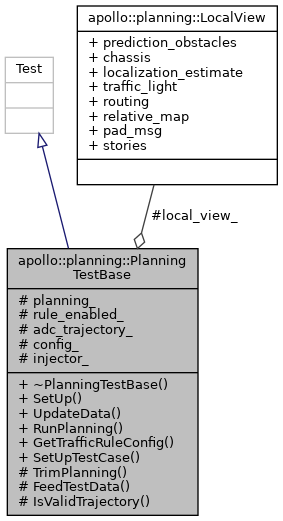 apollo::planning::LocalView
+ prediction_obstacles
+ chassis
+ localization_estimate
+ traffic_light
+ routing
+ relative_map
+ pad_msg
+ stories
Test
#local_view_
apollo::planning::Planning
TestBase
# planning_
# rule_enabled_
# adc_trajectory_
# config_
# injector_
+ ~PlanningTestBase()
+ SetUp()
+ UpdateData()
+ RunPlanning()
+ GetTrafficRuleConfig()
+ SetUpTestCase()
# TrimPlanning()
# FeedTestData()
# IsValidTrajectory()